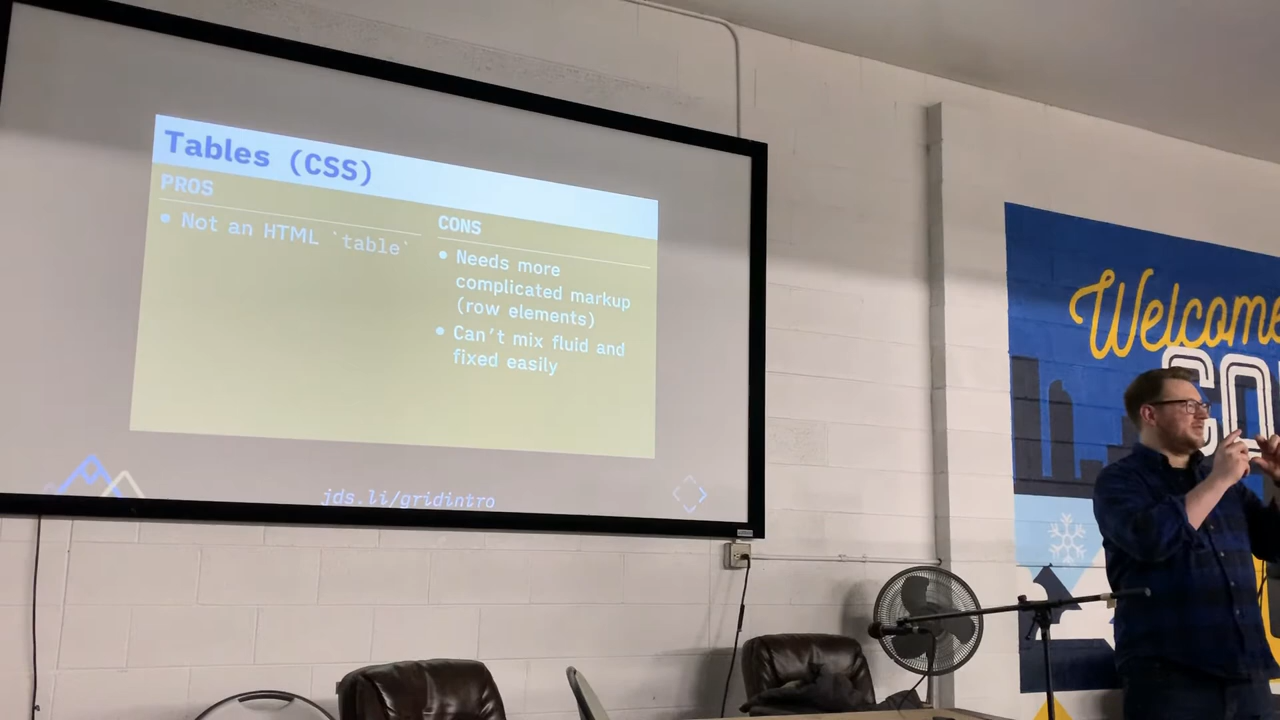 Tables (CSS)
PROS
• Not an HTML `table`
CONS
• Needs more
complicated markup
(row elements)
• Can't mix fluid and
fixed easily
jds.li/gridintro
Welcome
CO